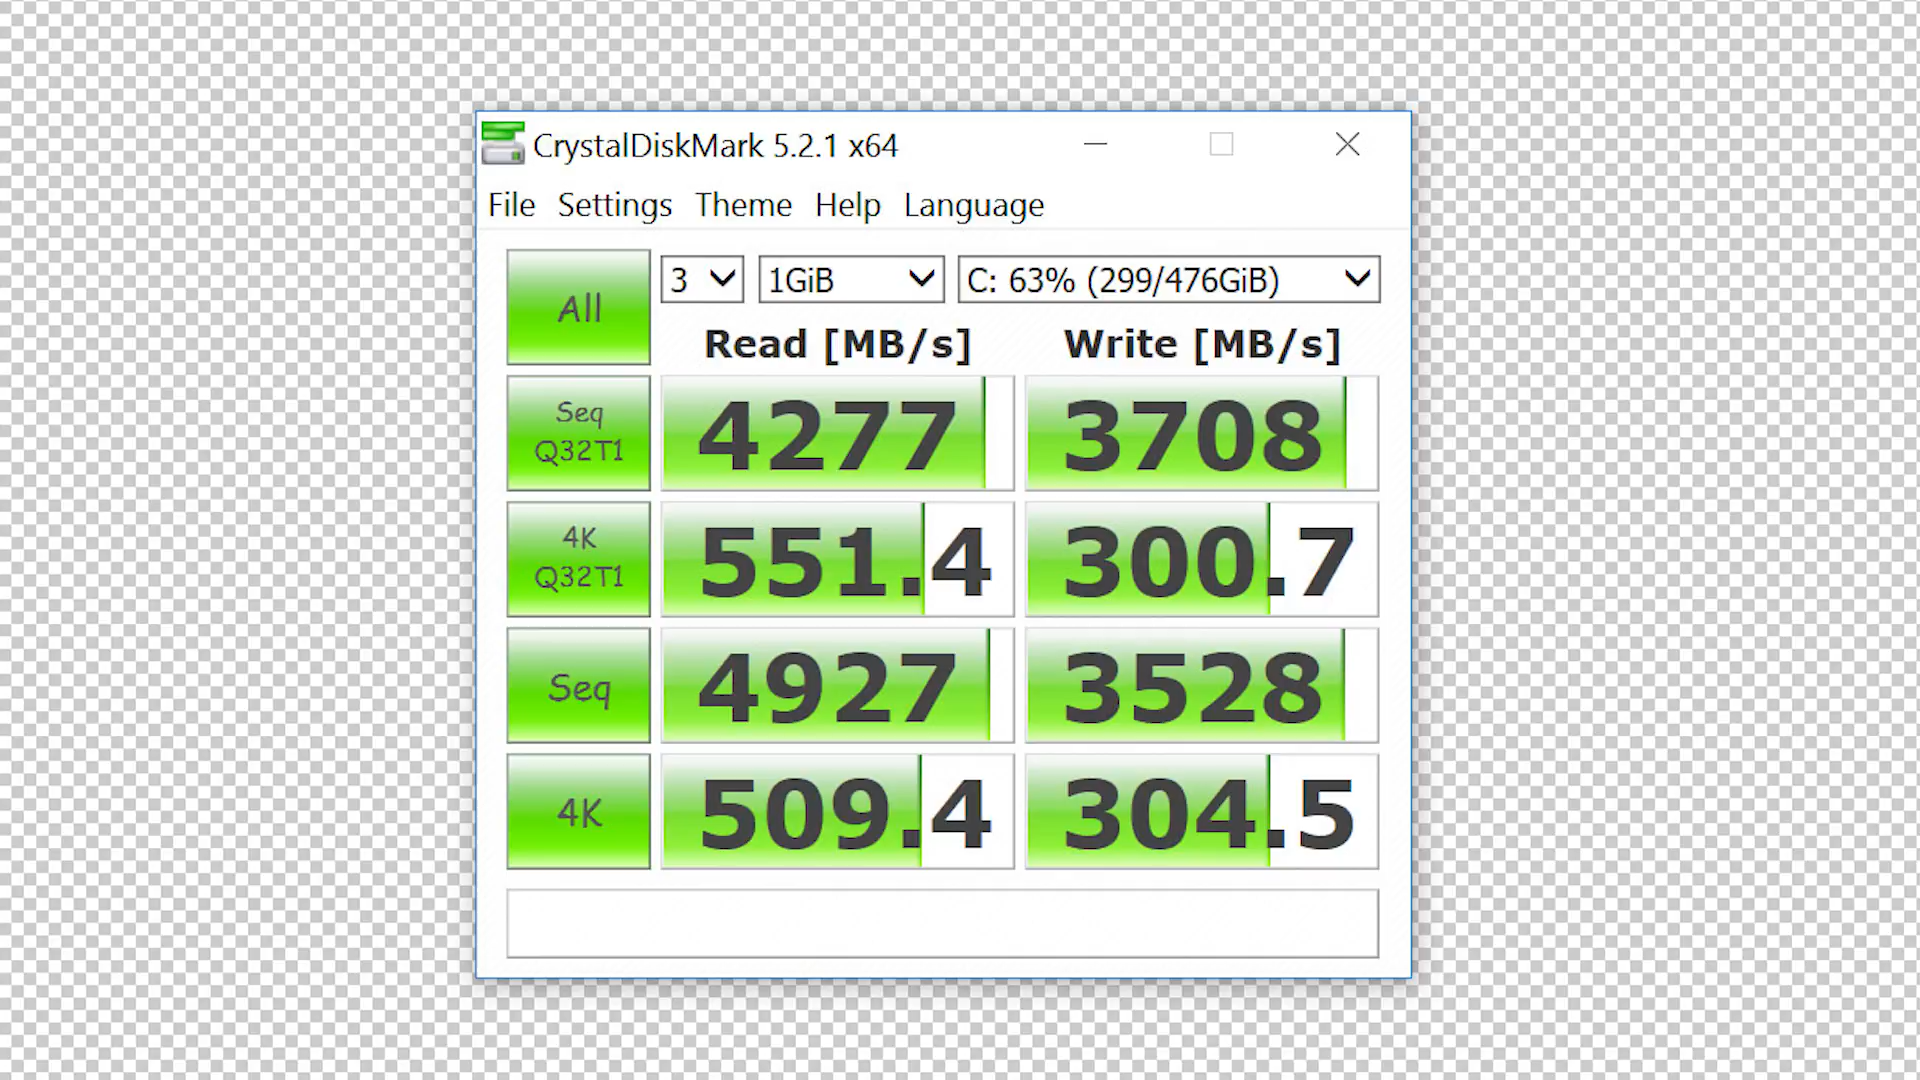 CrystalDiskMark 5.2.1 x64
File Settings Theme Help Language
All 3 1GiB C: 63% (299/476GiB)
Read [MB/s] Write [MB/s]
Seq
Q32T1
4277 3708
4K
Q32T1
551.4 300.7
Seq 4927 3528
4K 509.4 304.5